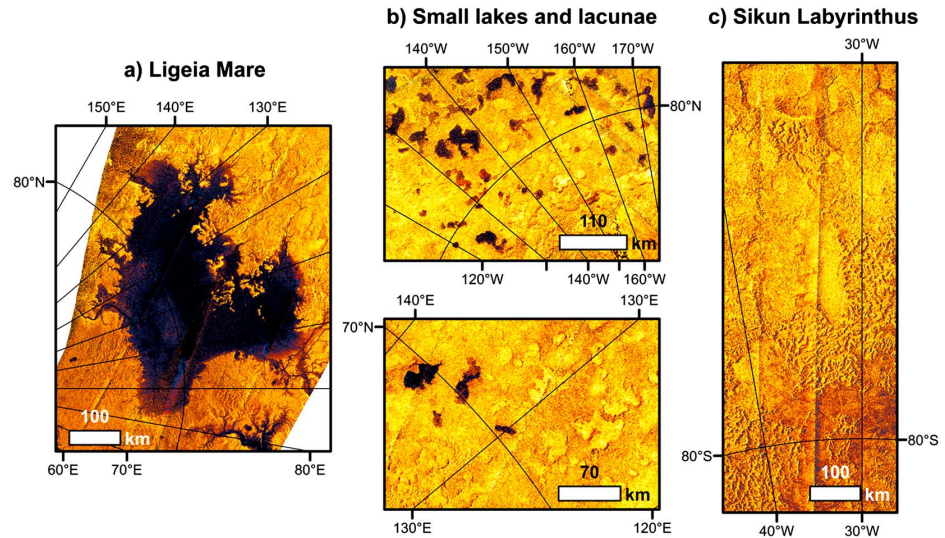 b) Small lakes and lacunae
c) Sikun Labyrinthus
a) Ligeia Mare
140°W 150°W 160°W 170°W
30°W
150°E 140°E 130°E
80°N
80°N
110
km
120°W 140°W 160°W
140°E 130°E
70°N
100
km
60°E 70°E 80°E
70
km
130°E 120°E
80°S
80°S
100
km
40°W 30°W